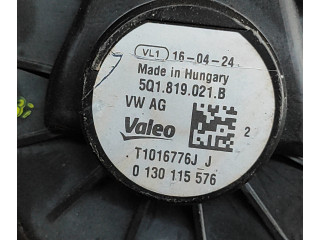 VL1 16-04-24
Made in Hungary
5Q1.819.021.B
VW AG
Valeo
2
T1016776J J
0 130 115 576